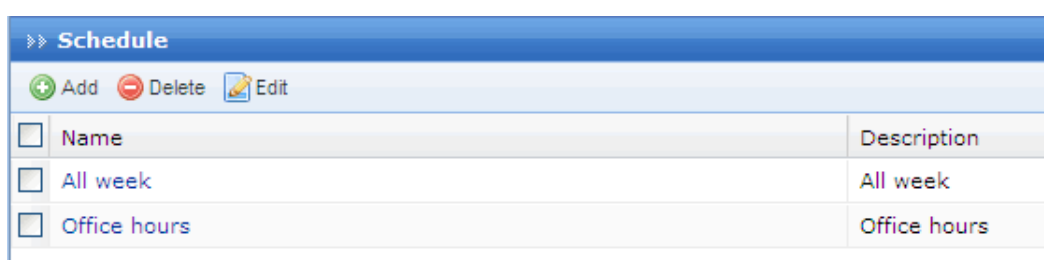 Schedule
Add Delete Edit
Name Description
All week All week
Office hours Office hours